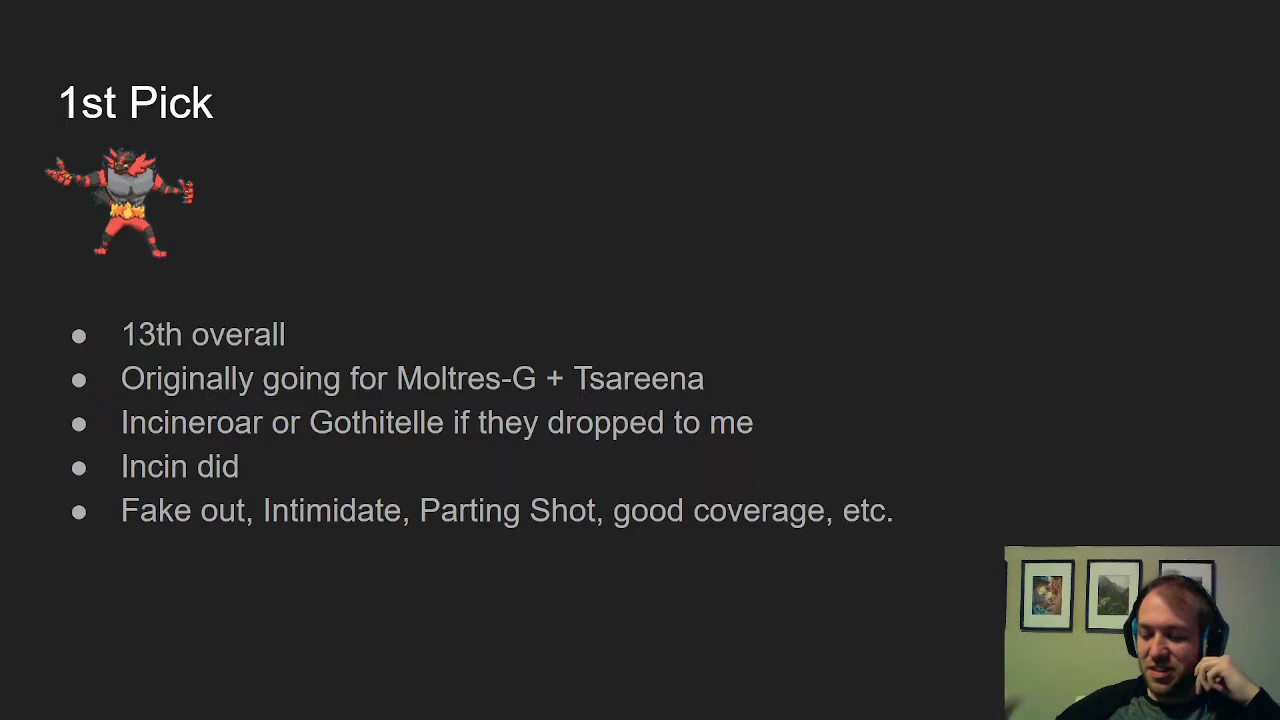 1st Pick
● 13th overall
● Originally going for Moltres-G + Tsareena
● Incineroar or Gothitelle if they dropped to me
● Incin did
● Fake out, Intimidate, Parting Shot, good coverage, etc.